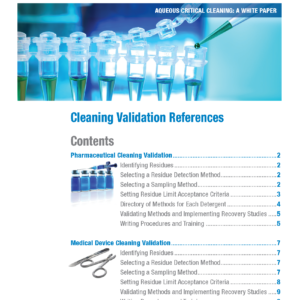 AQUEOUS CRITICAL CLEANING: A WHITE PAPER
Cleaning Validation References
Contents
Pharmaceutical Cleaning Validation 2
Identifying Residues 2
Selecting a Residue Detection Method 2
Selecting a Sampling Method 2
Setting Residue Limit Acceptance Criteria 3
Directory of Methods for Each Detergent 4
Validating Methods and Implementing Recovery Studies 5
Writing Procedures and Training 5
Medical Device Cleaning Validation 7
Identifying Residues 7
Selecting a Residue Detection Method 7
Selecting a Sampling Method 7
Setting Residue Limit Acceptance Criteria 8
Validating Methods and Implementing Recovery Studies 9